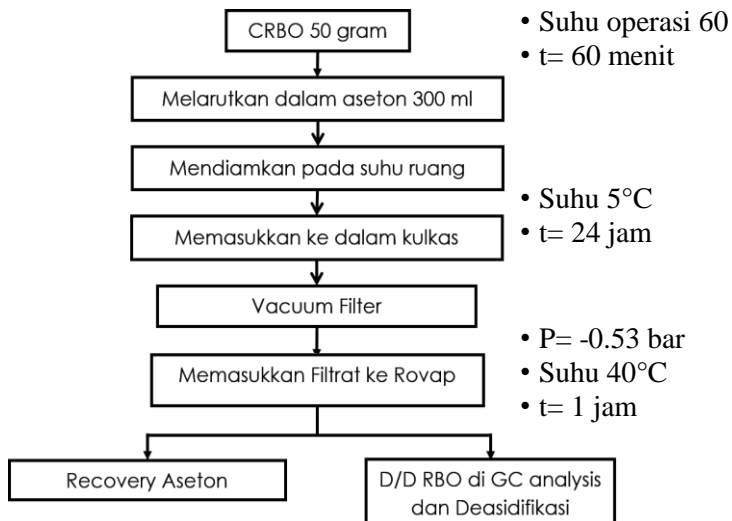 CRBO 50 gram
• Suhu operasi 60
• t= 60 menit
Melarutkan dalam aseton 300 ml
Mendiamkan pada suhu ruang
Memasukkan ke dalam kulkas
• Suhu 5°C
• t= 24 jam
Vacuum Filter
Memasukkan Filtrat ke Rovap
• P= -0.53 bar
• Suhu 40°C
• t= 1 jam
Recovery Aseton
D/D RBO di GC analysis
dan Deasidifikasi